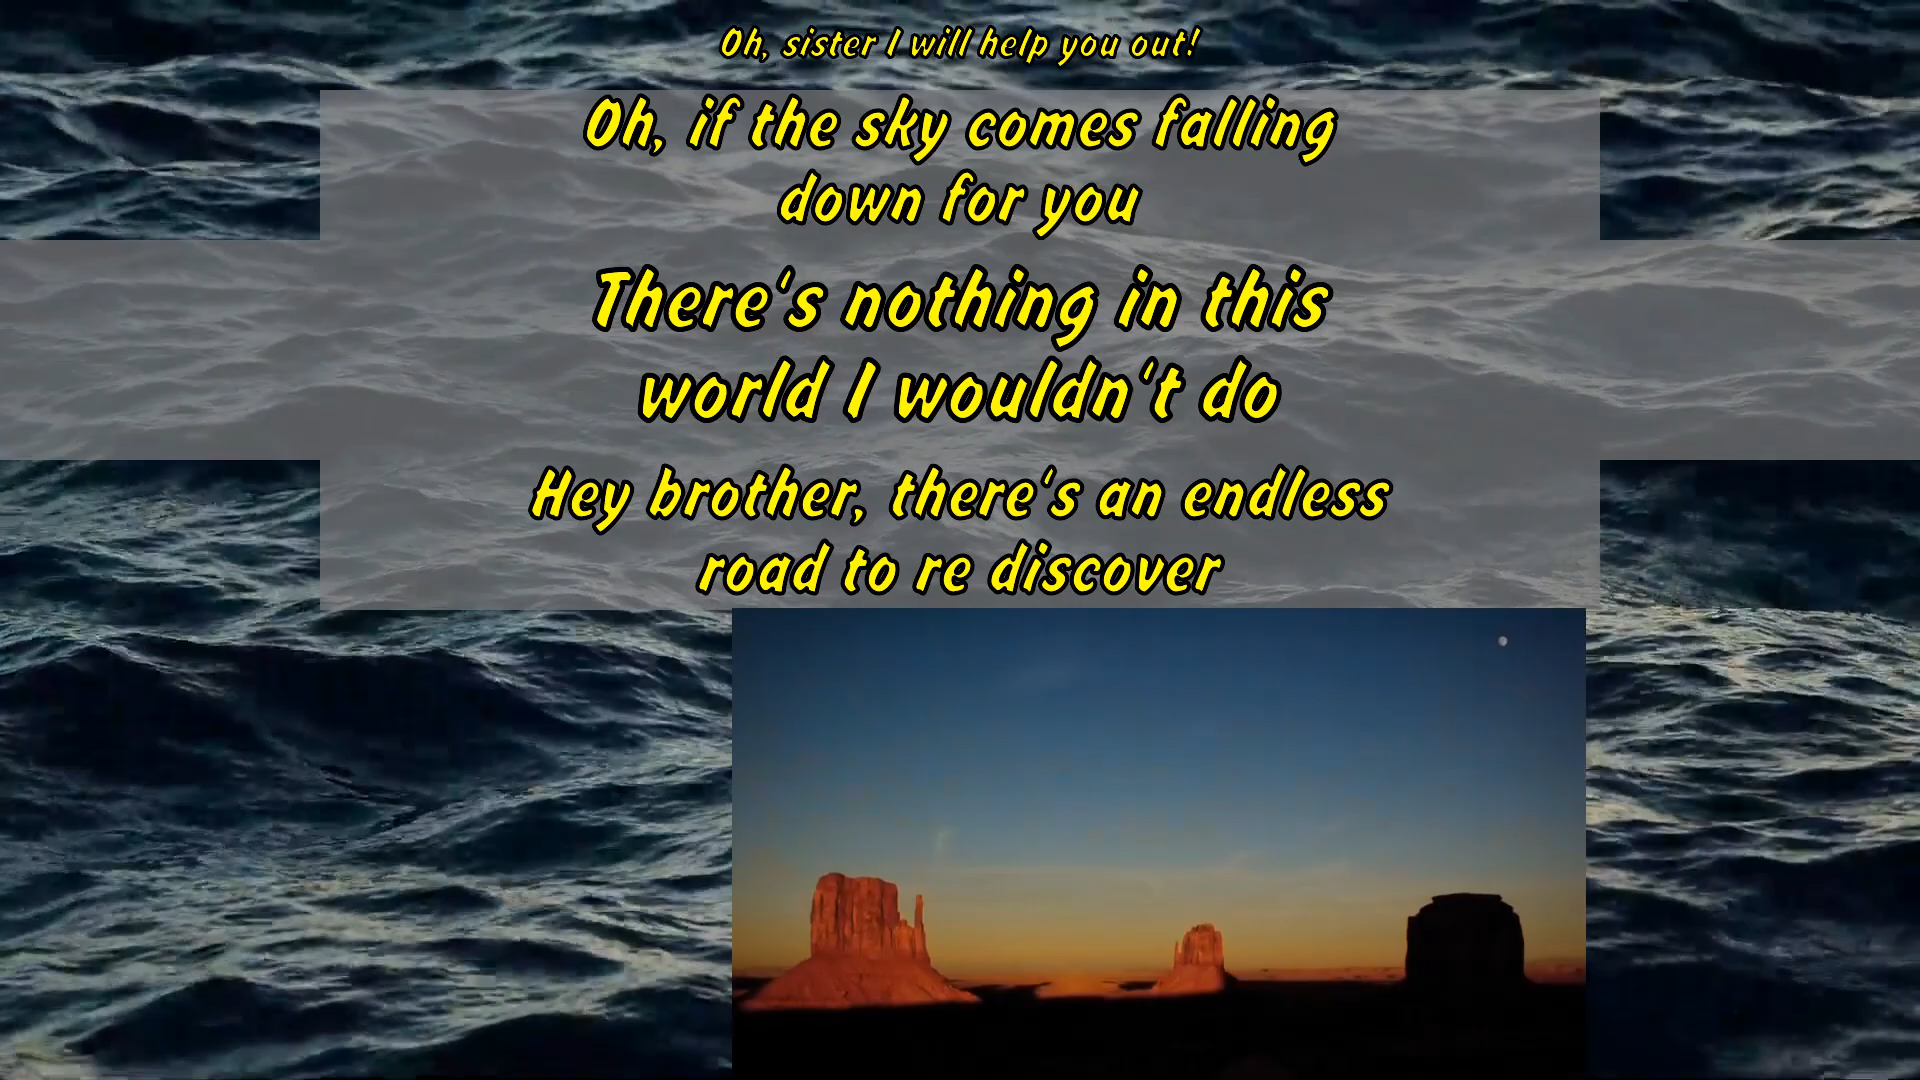 Oh, sister I will help you out!
Oh, if the sky comes falling
down for you
There's nothing in this
world I wouldn't do
Hey brother, there's an endless
road to re discover